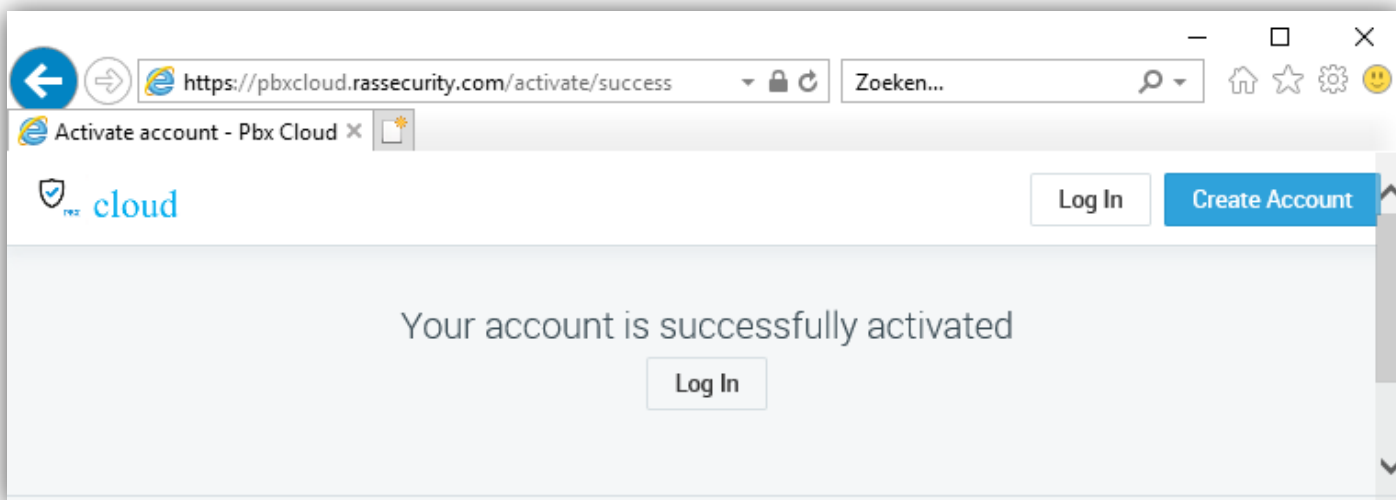 https://pbxcloud.rassecurity.com/activate/success
Zoeken...
Activate account - Pbx Cloud
cloud
Log In
Create Account
Your account is successfully activated
Log In